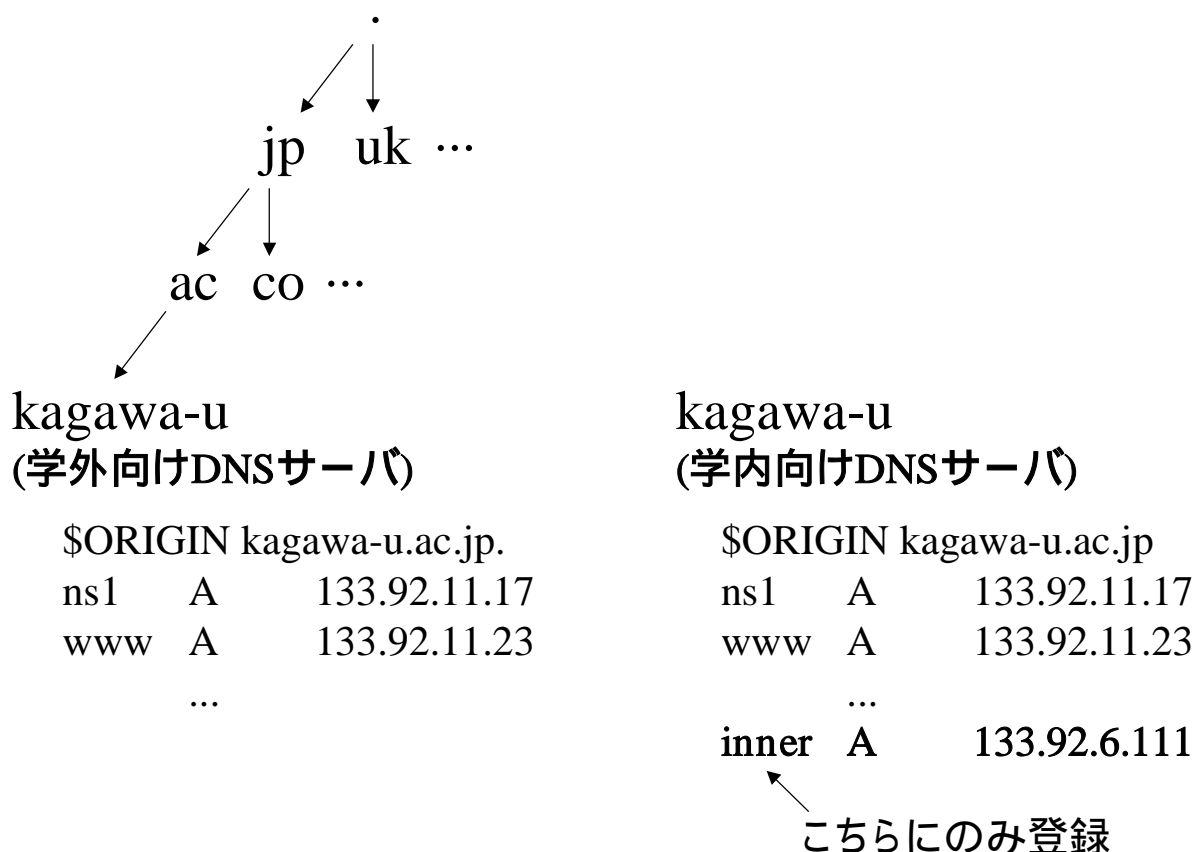 .
jp uk ...
ac co ...
kagawa-u
(学外向けDNSサーバ)
$ORIGIN kagawa-u.ac.jp.
ns1 A 133.92.11.17
www A 133.92.11.23
...
kagawa-u
(学内向けDNSサーバ)
$ORIGIN kagawa-u.ac.jp
ns1 A 133.92.11.17
www A 133.92.11.23
...
inner A 133.92.6.111
こちらにのみ登録